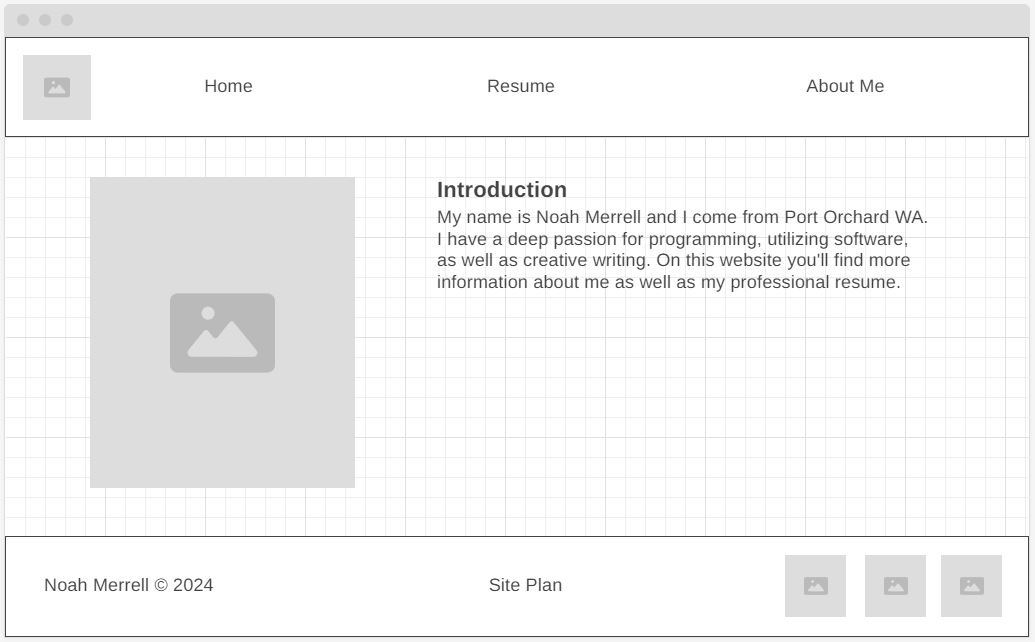 Home
Resume
About Me
Introduction
My name is Noah Merrell and I come from Port Orchard WA.
I have a deep passion for programming, utilizing software,
as well as creative writing. On this website you'll find more
information about me as well as my professional resume.
Noah Merrell © 2024
Site Plan